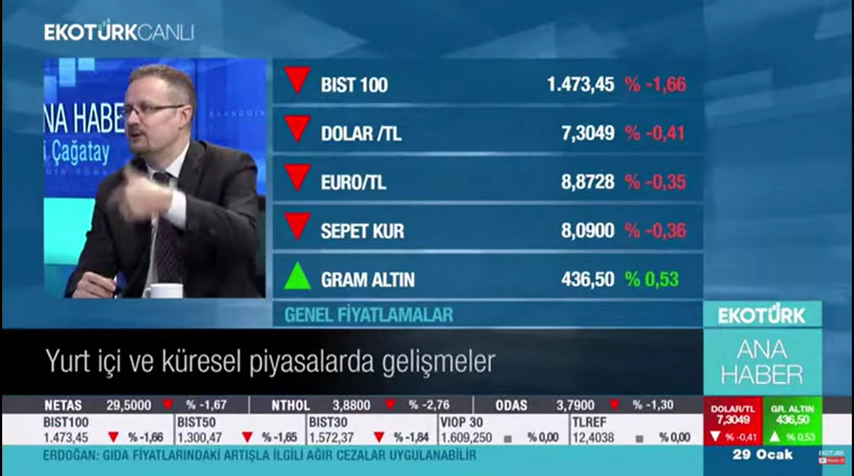 EKOTÜRK CANLI
NA HABE
i Çağatay
BIST 100 1.473,45 % -1,66
DOLAR /TL 7,3049 % -0,41
EURO/TL 8,8728 % -0,35
SEPET KUR 8,0900 % -0,36
GRAM ALTIN 436,50 % 0,53
GENEL FİYATLAMALAR
EKOTÜRK
ANA
HABER
Yurt içi ve küresel piyasalarda gelişmeler
NETAS 29,5000 % -1,67 NTHOL 3,8800 % -2,76 ODAS 3,7900 % -1,30
BIST100 BIST50 BIST30 VIOP 30 TLREF
1.473,45 % -1,66 1.300,47 % -1,65 1.572,37 % -1,84 1.609,250 % 0,00 12,4038 % 0,00
DOLAR/TL GR. ALTIN
7,3049 436,50
% -0,41 % 0,53
ERDOĞAN: GIDA FİYATLARINDAKİ ARTIŞLA İLGİLİ AĞIR CEZALAR UYGULANABİLİR
29 Ocak
EKOTÜRK